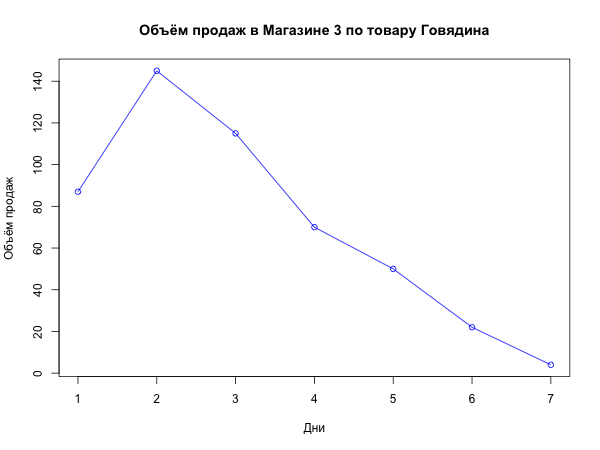 Объём продаж в Магазине 3 по товару Говядина
Объём продаж
0 20 40 60 80 100 120 140
1 2 3 4 5 6 7
Дни